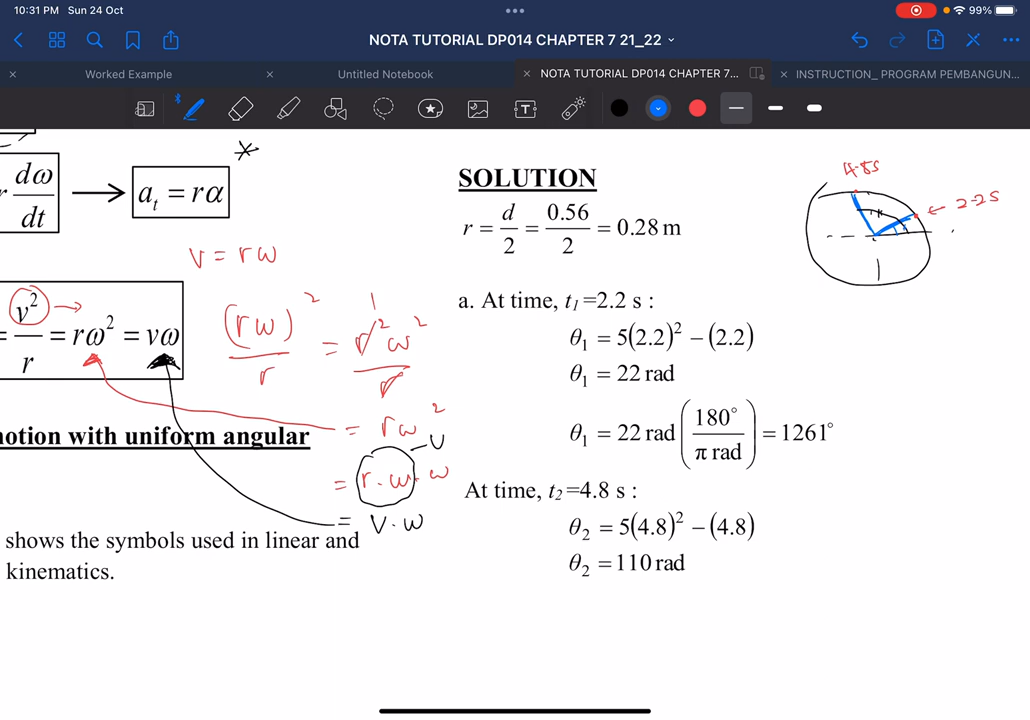 10:31 PM Sun 24 Oct
99%
NOTA TUTORIAL DP014 CHAPTER 7 21_22
Worked Example
Untitled Notebook
NOTA TUTORIAL DP014 CHAPTER 7...
INSTRUCTION_ PROGRAM PEMBANGUN...
dω/dt → a_t = rα *
v = rω
v²/r → = rω² = vω
(rω)²/r = r²ω²/r 1
= rω²
= r·ω·ω v
= v·ω
otion with uniform angular
shows the symbols used in linear and
kinematics.
SOLUTION
r = d/2 = 0.56/2 = 0.28 m
4.8s
2.2s
a. At time, t₁=2.2 s :
θ₁ = 5(2.2)² − (2.2)
θ₁ = 22 rad
θ₁ = 22 rad (180°/π rad) = 1261°
At time, t₂=4.8 s :
θ₂ = 5(4.8)² − (4.8)
θ₂ = 110 rad